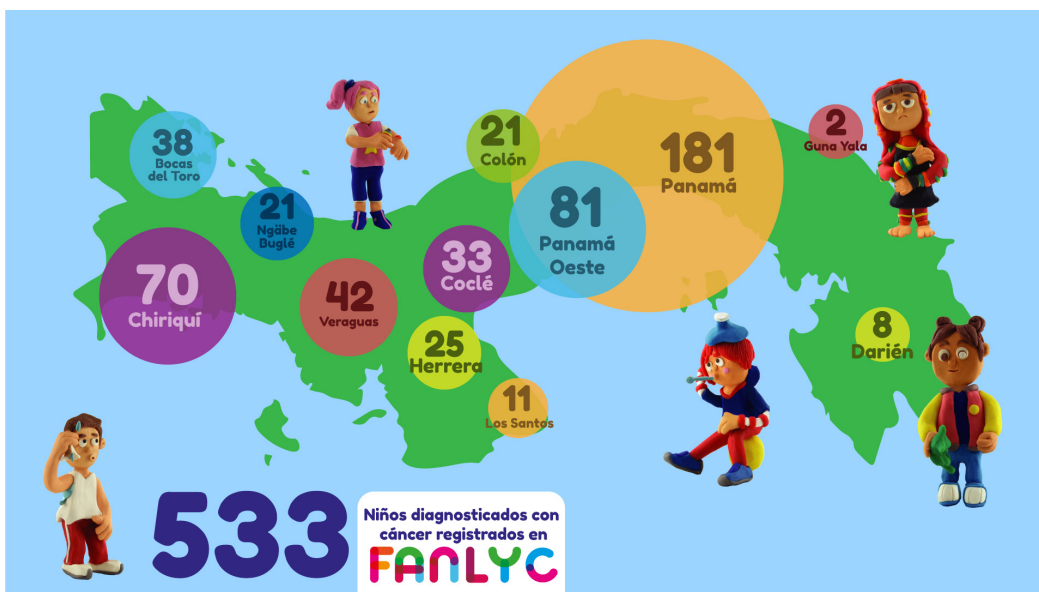 38
Bocas
del Toro
21
Ngäbe
Buglé
70
Chiriquí
42
Veraguas
21
Colón
33
Coclé
25
Herrera
11
Los Santos
81
Panamá
Oeste
181
Panamá
2
Guna Yala
8
Darién
533
Niños diagnosticados con
cáncer registrados en
FANLYC